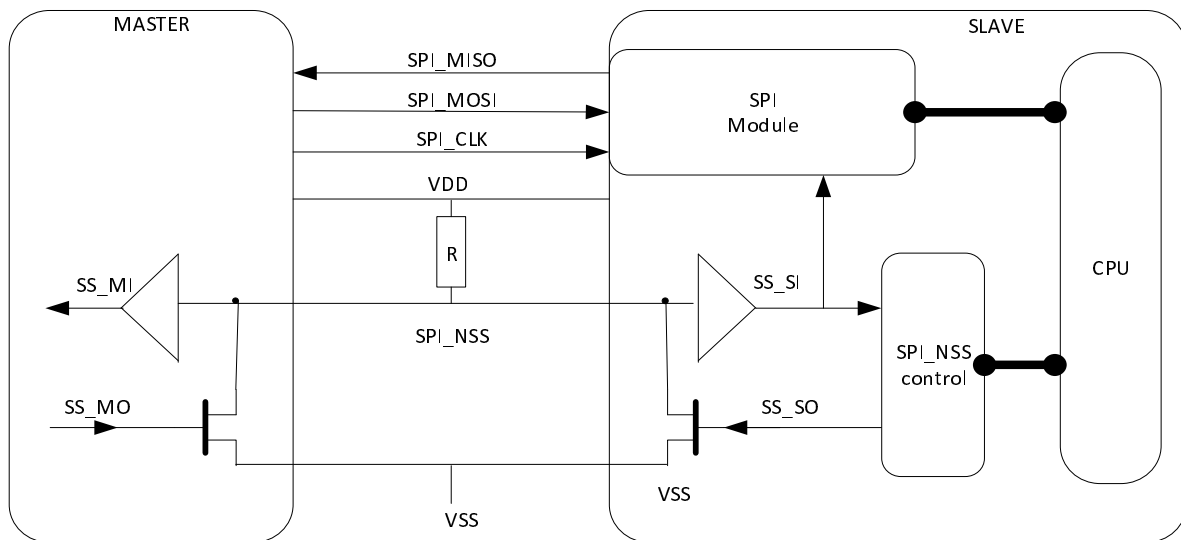 MASTER
SLAVE
SPI_MISO
SPI_MOSI
SPI_CLK
VDD
R
SPI
Module
CPU
SS_MI
SS_SI
SPI_NSS
SPI_NSS
control
SS_MO
SS_SO
VSS
VSS